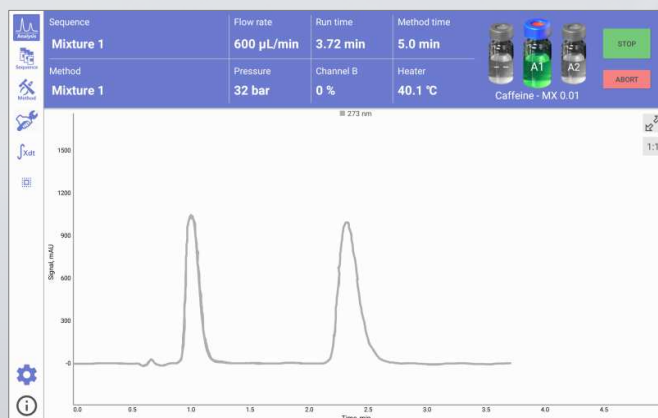 Sequence
Mixture 1
Flow rate
600 µL/min
Run time
3.72 min
Method time
5.0 min
Method
Mixture 1
Pressure
32 bar
Channel B
0 %
Heater
40.1 °C
--
A1
A2
Caffeine - MX 0.01
STOP
ABORT
Analysis
Sequence
Method
∫Xdt
273 nm
1:1
Signal, mAU
1500
1200
900
600
300
-0
0.0 0.5 1.0 1.5 2.0 2.5 3.0 3.5 4.0 4.5
Time, min